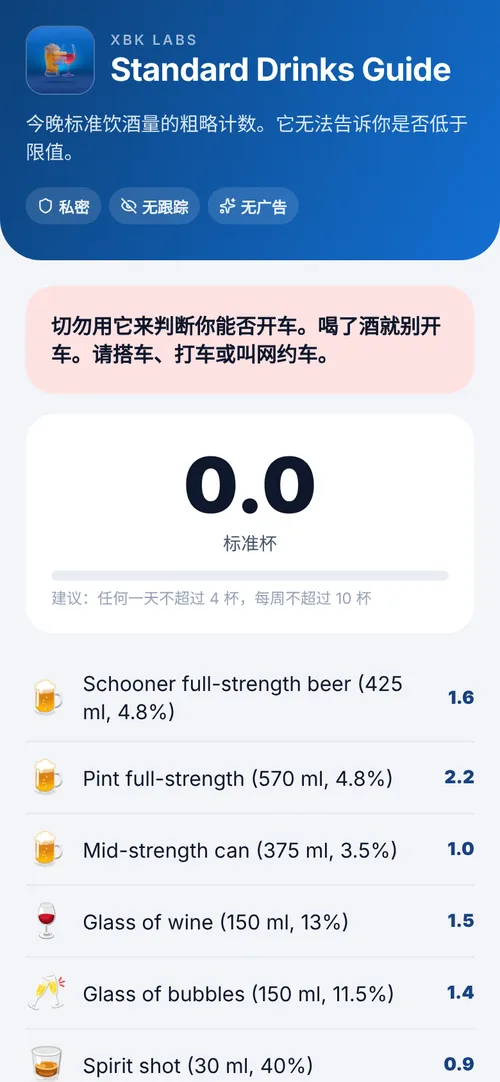 XBK LABS
Standard Drinks Guide
今晚标准饮酒量的粗略计数。它无法告诉你是否低于
限值。
私密
无跟踪
无广告
切勿用它来判断你能否开车。喝了酒就别开
车。请搭车、打车或叫网约车。
0.0
标准杯
建议：任何一天不超过 4 杯，每周不超过 10 杯
Schooner full-strength beer (425
ml, 4.8%)
1.6
Pint full-strength (570 ml, 4.8%)
2.2
Mid-strength can (375 ml, 3.5%)
1.0
Glass of wine (150 ml, 13%)
1.5
Glass of bubbles (150 ml, 11.5%)
1.4
Spirit shot (30 ml, 40%)
0.9